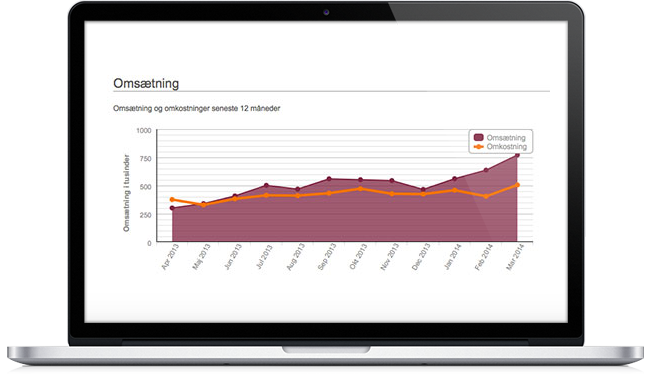 Omsætning
Omsætning og omkostninger seneste 12 måneder
Omsætning i tusinder
1000
750
500
250
0
Omsætning
Omkostning
Apr 2013
Maj 2013
Jun 2013
Jul 2013
Aug 2013
Sep 2013
Okt 2013
Nov 2013
Dec 2013
Jan 2014
Feb 2014
Mar 2014